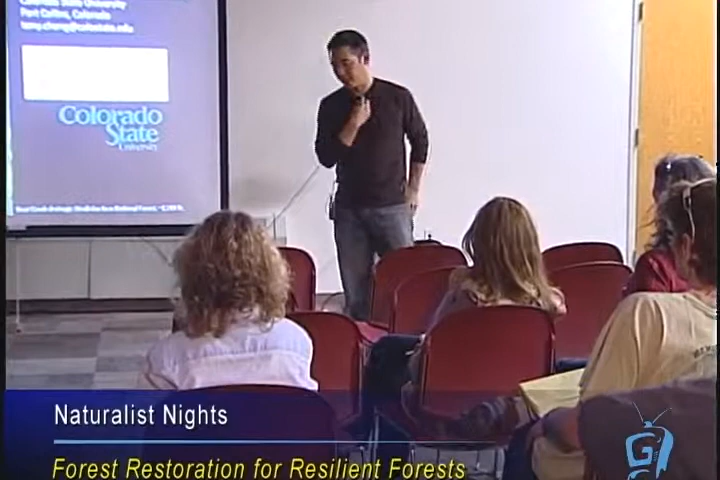 Colorado State University
Fort Collins, Colorado
Colorado
State
University
Naturalist Nights
Forest Restoration for Resilient Forests
G